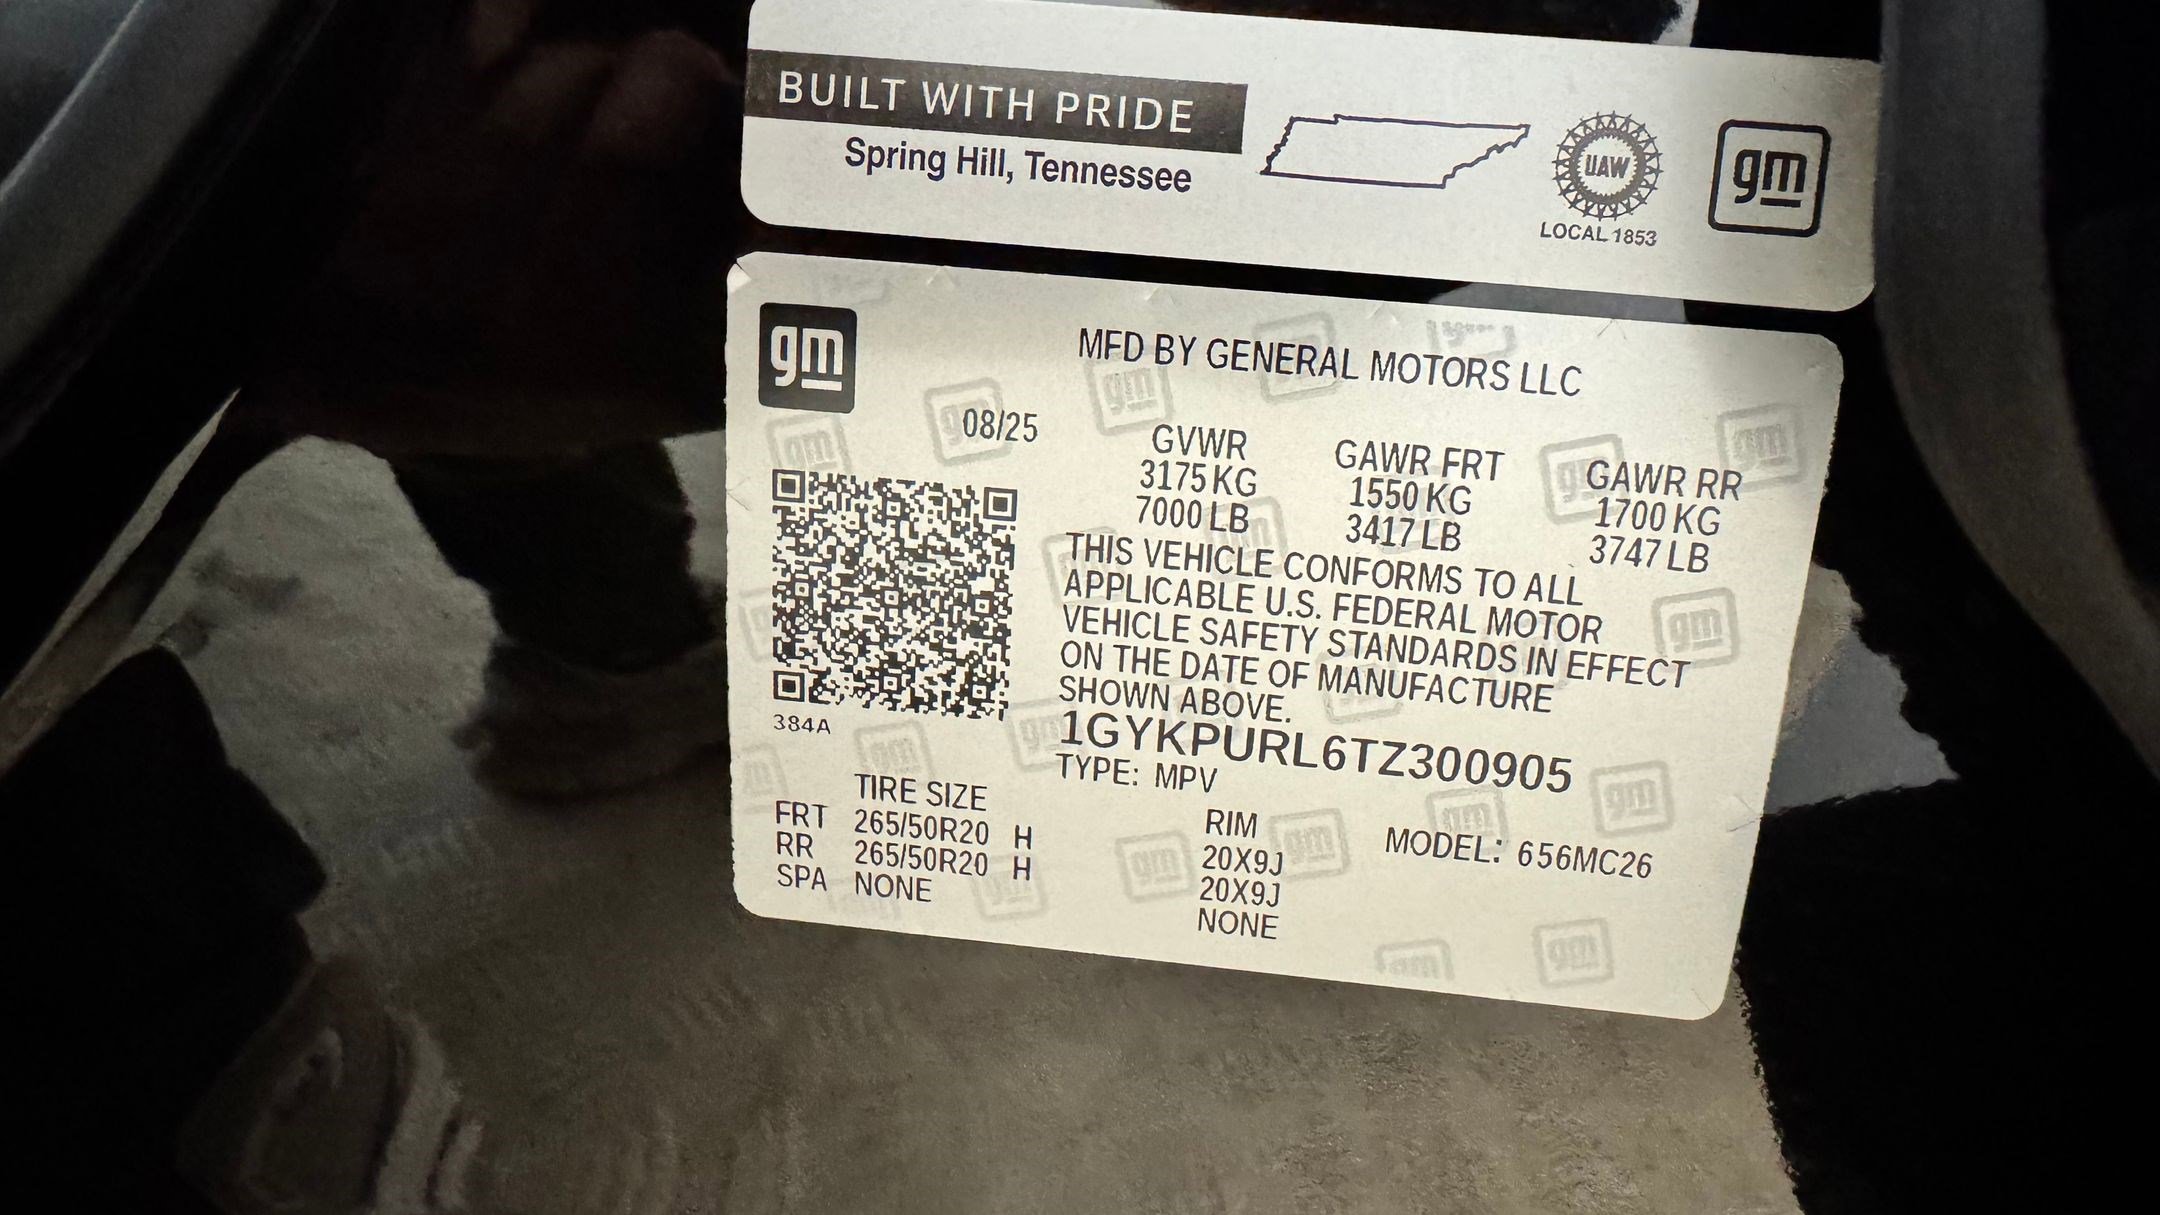 BUILT WITH PRIDE
Spring Hill, Tennessee
UAW
LOCAL 1853
gm
gm
MFD BY GENERAL MOTORS LLC
08/25
GVWR GAWR FRT GAWR RR
3175 KG 1550 KG 1700 KG
7000 LB 3417 LB 3747 LB
THIS VEHICLE CONFORMS TO ALL
APPLICABLE U.S. FEDERAL MOTOR
VEHICLE SAFETY STANDARDS IN EFFECT
ON THE DATE OF MANUFACTURE
SHOWN ABOVE.
384A
1GYKPURL6TZ300905
TYPE: MPV
TIRE SIZE RIM
FRT 265/50R20 H 20X9J MODEL: 656MC26
RR 265/50R20 H 20X9J
SPA NONE NONE